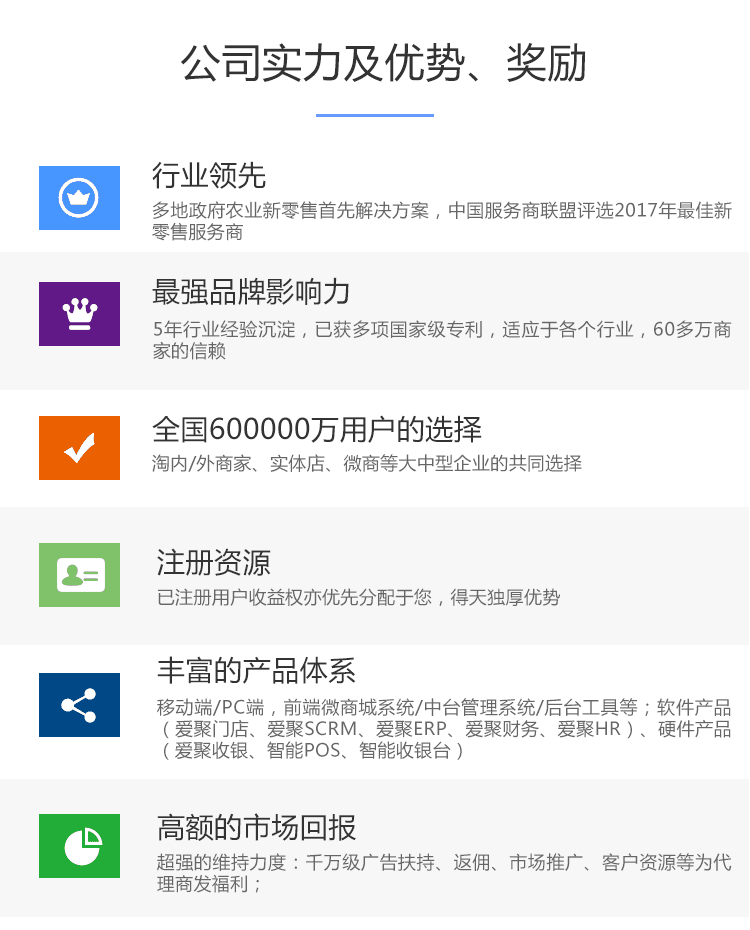 公司实力及优势、奖励
行业领先
多地政府农业新零售首先解决方案，中国服务商联盟评选2017年最佳新
零售服务商
最强品牌影响力
5年行业经验沉淀，已获多项国家级专利，适应于各个行业，60多万商
家的信赖
全国600000万用户的选择
淘内/外商家、实体店、微商等大中型企业的共同选择
注册资源
已注册用户收益权亦优先分配于您，得天独厚优势
丰富的产品体系
移动端/PC端，前端微商城系统/中台管理系统/后台工具等；软件产品
（爱聚门店、爱聚SCRM、爱聚ERP、爱聚财务、爱聚HR）、硬件产品
（爱聚收银、智能POS、智能收银台）
高额的市场回报
超强的维持力度：千万级广告扶持、返佣、市场推广、客户资源等为代
理商发福利；